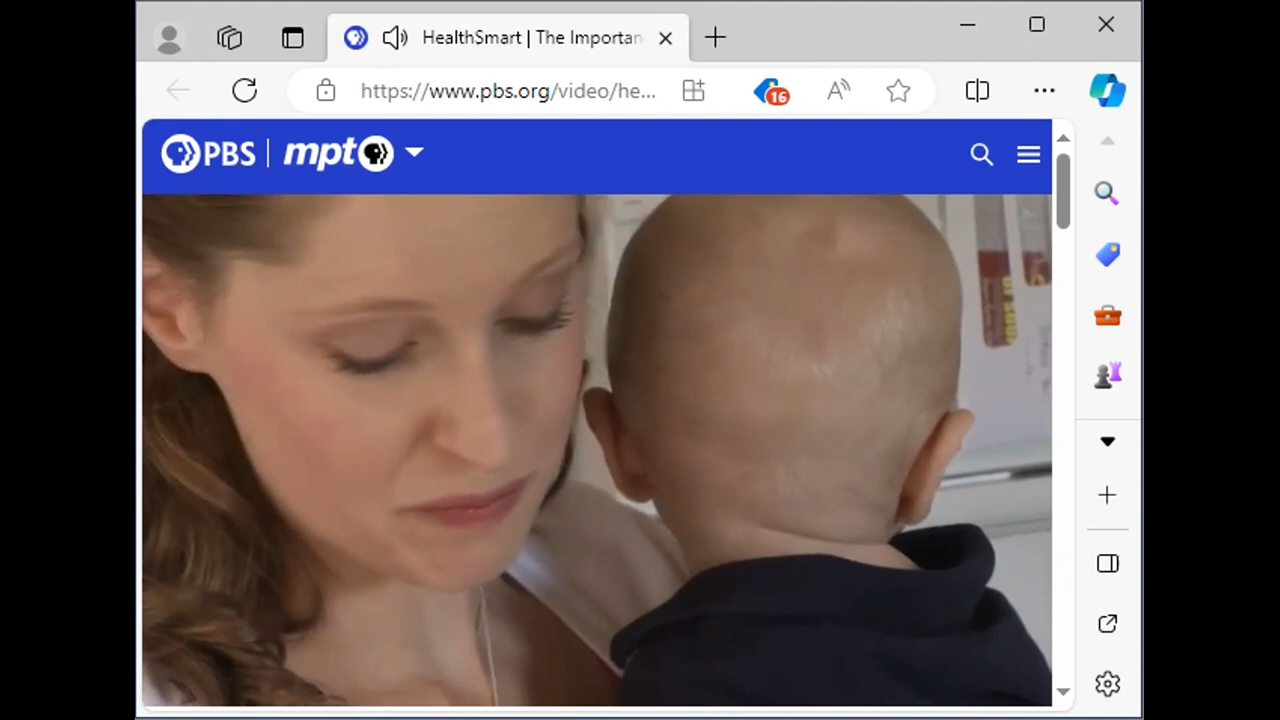 HealthSmart | The Importan
16
https://www.pbs.org/video/he...
PBS | mpt